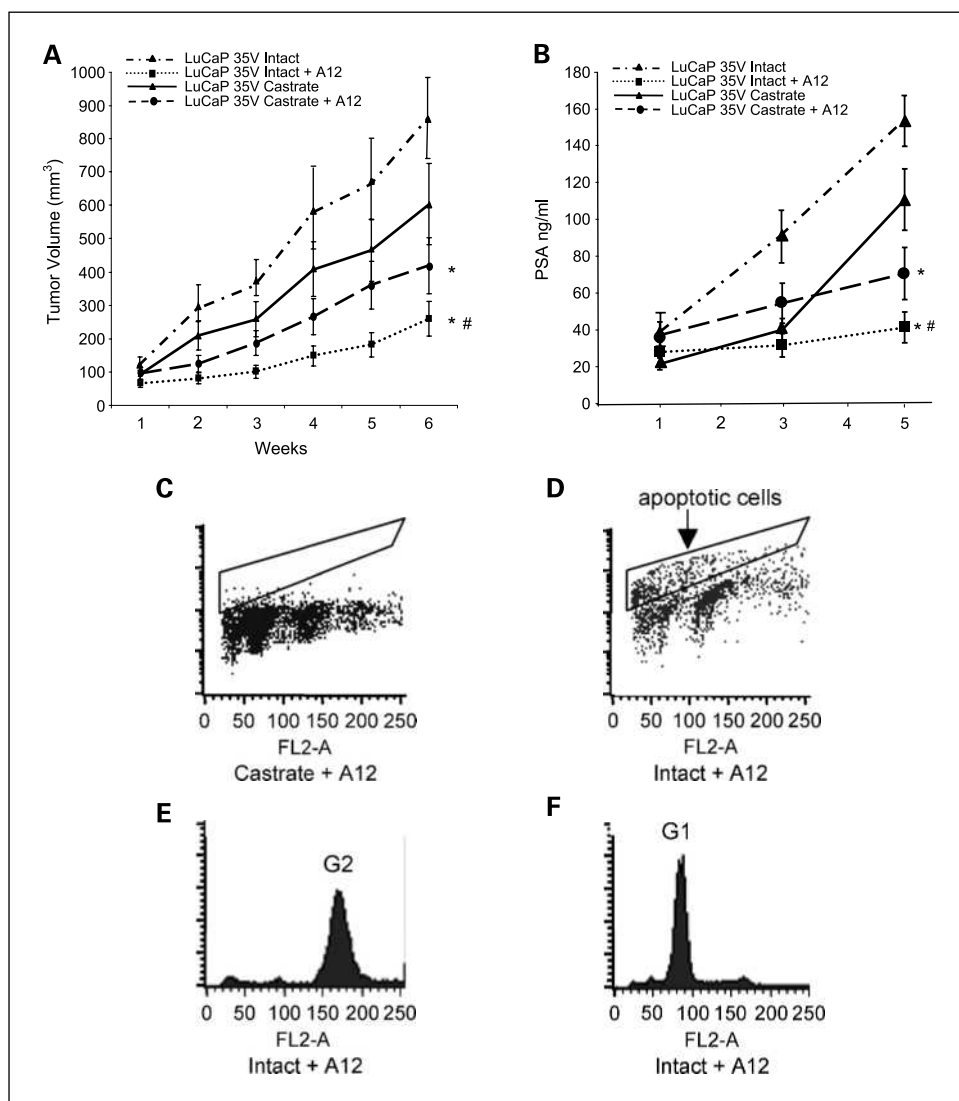 A
LuCaP 35V Intact
LuCaP 35V Intact + A12
LuCaP 35V Castrate
LuCaP 35V Castrate + A12
Tumor Volume (mm³)
1000
900
800
700
600
500
400
300
200
100
0
*
* #
1 2 3 4 5 6
Weeks
B
LuCaP 35V Intact
LuCaP 35V Intact + A12
LuCaP 35V Castrate
LuCaP 35V Castrate + A12
PSA ng/ml
180
160
140
120
100
80
60
40
20
0
*
* #
1 2 3 4 5
C
0 50 100 150 200 250
FL2-A
Castrate + A12
D
apoptotic cells
0 50 100 150 200 250
FL2-A
Intact + A12
E
G2
0 50 100 150 200 250
FL2-A
Intact + A12
F
G1
0 50 100 150 200 250
FL2-A
Intact + A12